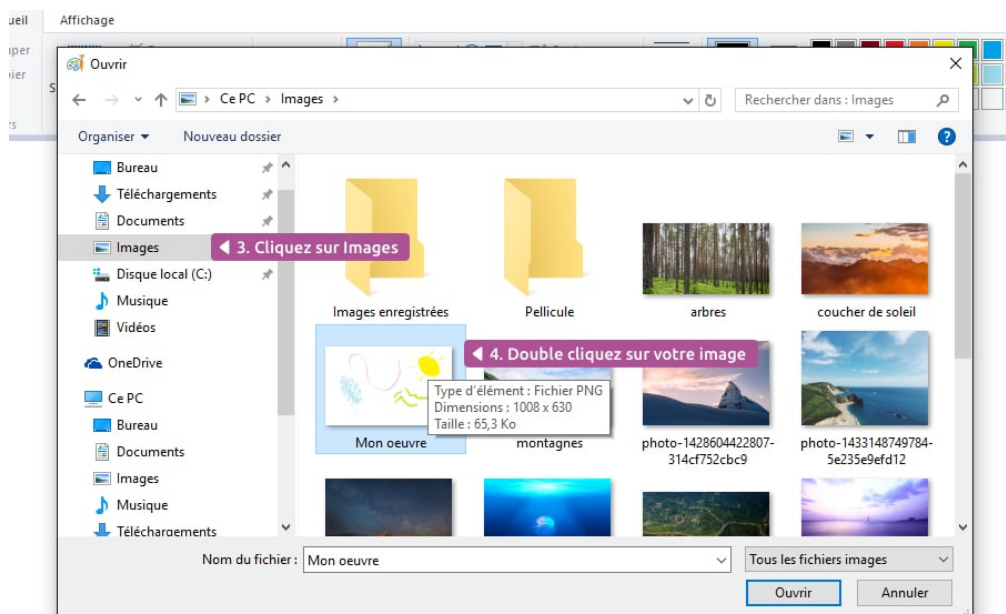 ueil Affichage
uper
ier
S
rs
Ouvrir
Ce PC > Images >
Rechercher dans : Images
Organiser
Nouveau dossier
Bureau
Téléchargements
Documents
Images
3. Cliquez sur Images
Disque local (C:)
Musique
Vidéos
OneDrive
Ce PC
Bureau
Documents
Images
Musique
Téléchargements
Images enregistrées
Pellicule
arbres
coucher de soleil
4. Double cliquez sur votre image
Type d'élément : Fichier PNG
Dimensions : 1008 x 630
Taille : 65,3 Ko
Mon oeuvre
montagnes
photo-1428604422807-
314cf752cbc9
photo-1433148749784-
5e235e9efd12
Nom du fichier : Mon oeuvre
Tous les fichiers images
Ouvrir
Annuler